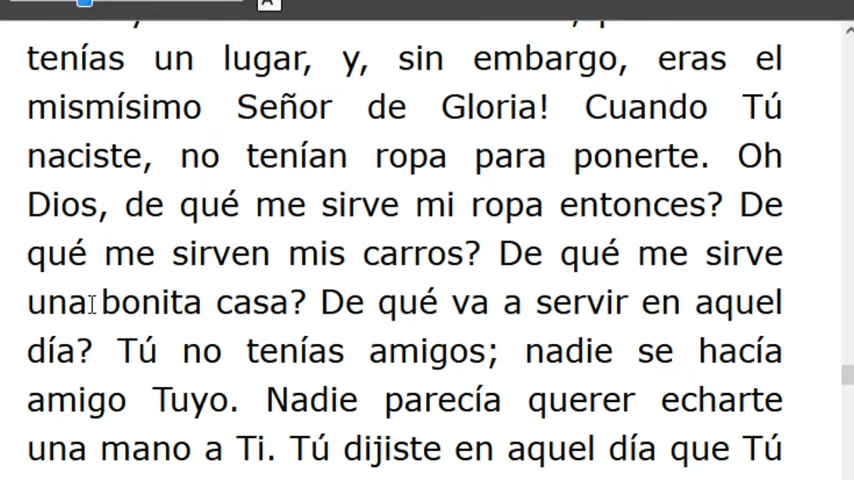 tenías un lugar, y, sin embargo, eras el
mismísimo Señor de Gloria! Cuando Tú
naciste, no tenían ropa para ponerte. Oh
Dios, de qué me sirve mi ropa entonces? De
qué me sirven mis carros? De qué me sirve
una bonita casa? De qué va a servir en aquel
día? Tú no tenías amigos; nadie se hacía
amigo Tuyo. Nadie parecía querer echarte
una mano a Ti. Tú dijiste en aquel día que Tú